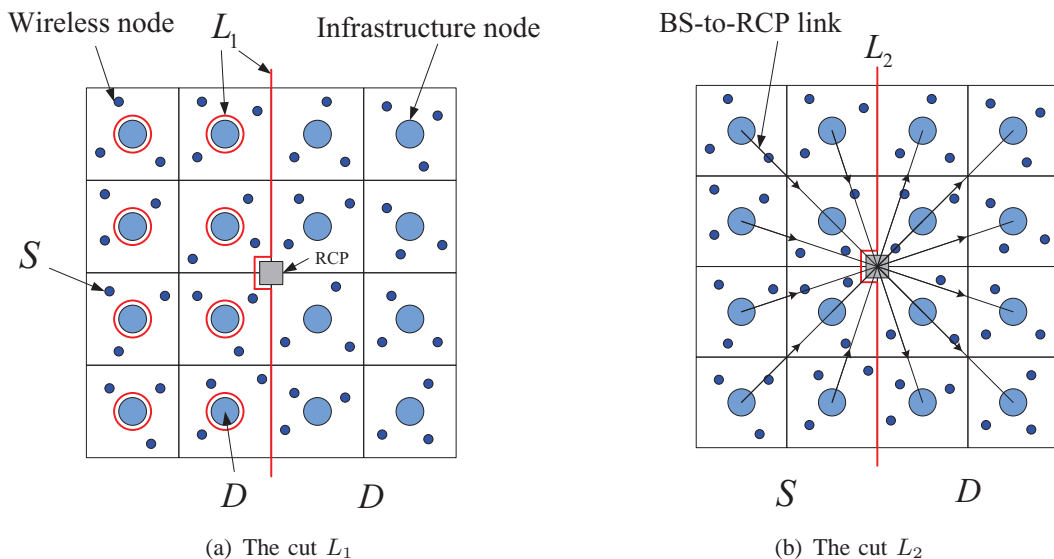 Wireless node
L₁
Infrastructure node
RCP
S
D
D
(a) The cut L₁
BS-to-RCP link
L₂
S
D
(b) The cut L₂